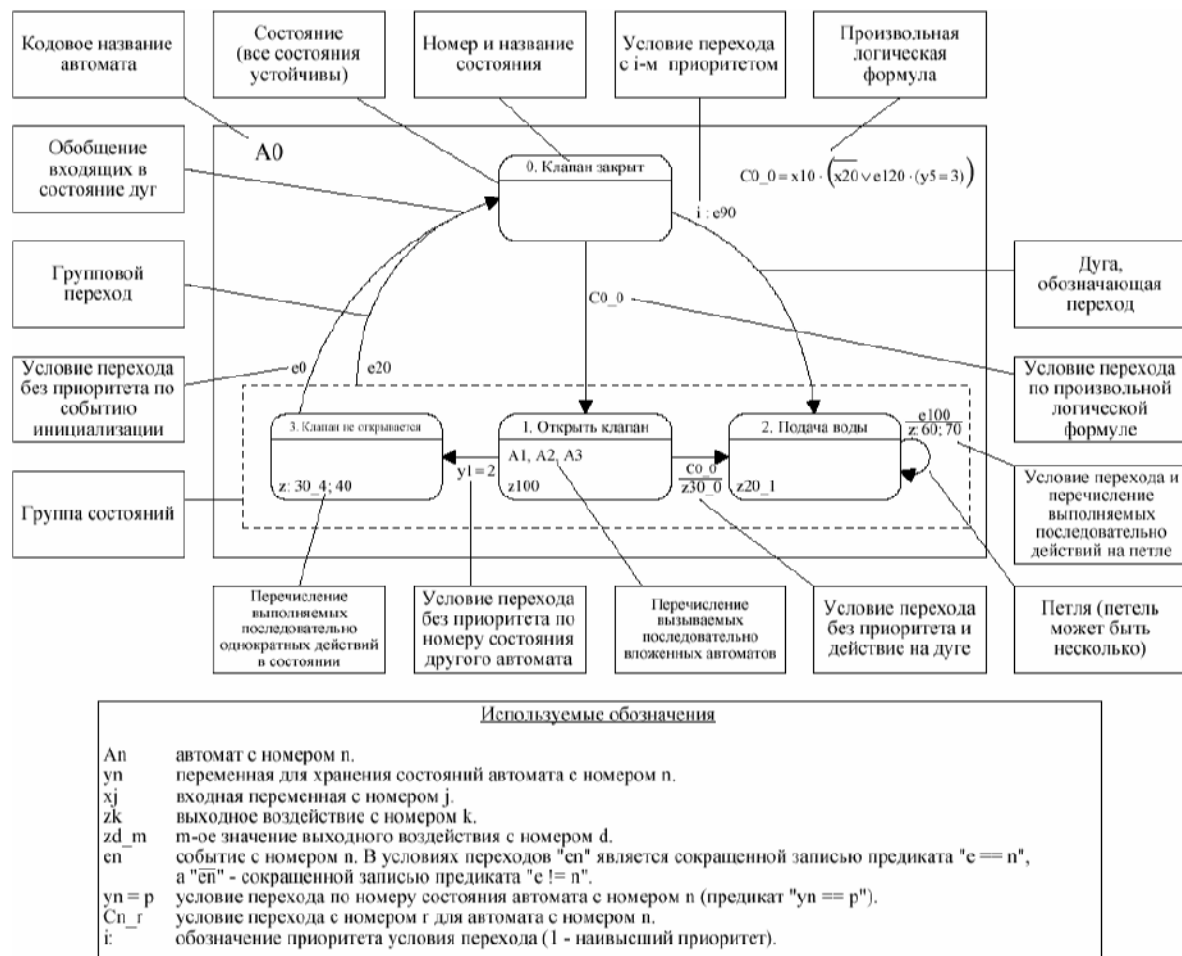 Кодовое название
автомата
Состояние
(все состояния
устойчивы)
Номер и название
состояния
Условие перехода
с i-м приоритетом
Произвольная
логическая
формула
Обобщение
входящих в
состояние дуг
A0
0. Клапан закрыт
C0_0 = x10 · (x̅2̅0̅ ∨ e120 · (y5=3))
i : e90
Групповой
переход
Дуга,
обозначающая
переход
C0_0
Условие перехода
без приоритета по
событию
инициализации
e0
e20
Условие перехода
по произвольной
логической
формуле
3. Клапан не открывается
z: 30_4; 40
y1=2
1. Открыть клапан
A1, A2, A3
z100
C0_0
z30_0
2. Подача воды
z20_1
e100
z: 60; 70
Группа состояний
Условие перехода и
перечисление
выполняемых
последовательно
действий на петле
Перечисление
выполняемых
последовательно
однократных действий
в состоянии
Условие перехода
без приоритета по
номеру состояния
другого автомата
Перечисление
вызываемых
последовательно
вложенных автоматов
Условие перехода
без приоритета и
действие на дуге
Петля (петель
может быть
несколько)
Используемые обозначения
An автомат с номером n.
yn переменная для хранения состояний автомата с номером n.
xj входная переменная с номером j.
zk выходное воздействие с номером k.
zd_m m-ое значение выходного воздействия с номером d.
en событие с номером n. В условиях переходов "en" является сокращенной записью предиката "e == n",
а "e̅n̅" - сокращенной записью предиката "e != n".
yn = p условие перехода по номеру состояния автомата с номером n (предикат "yn == p").
Cn_r условие перехода с номером r для автомата с номером n.
i: обозначение приоритета условия перехода (1 - наивысший приоритет).